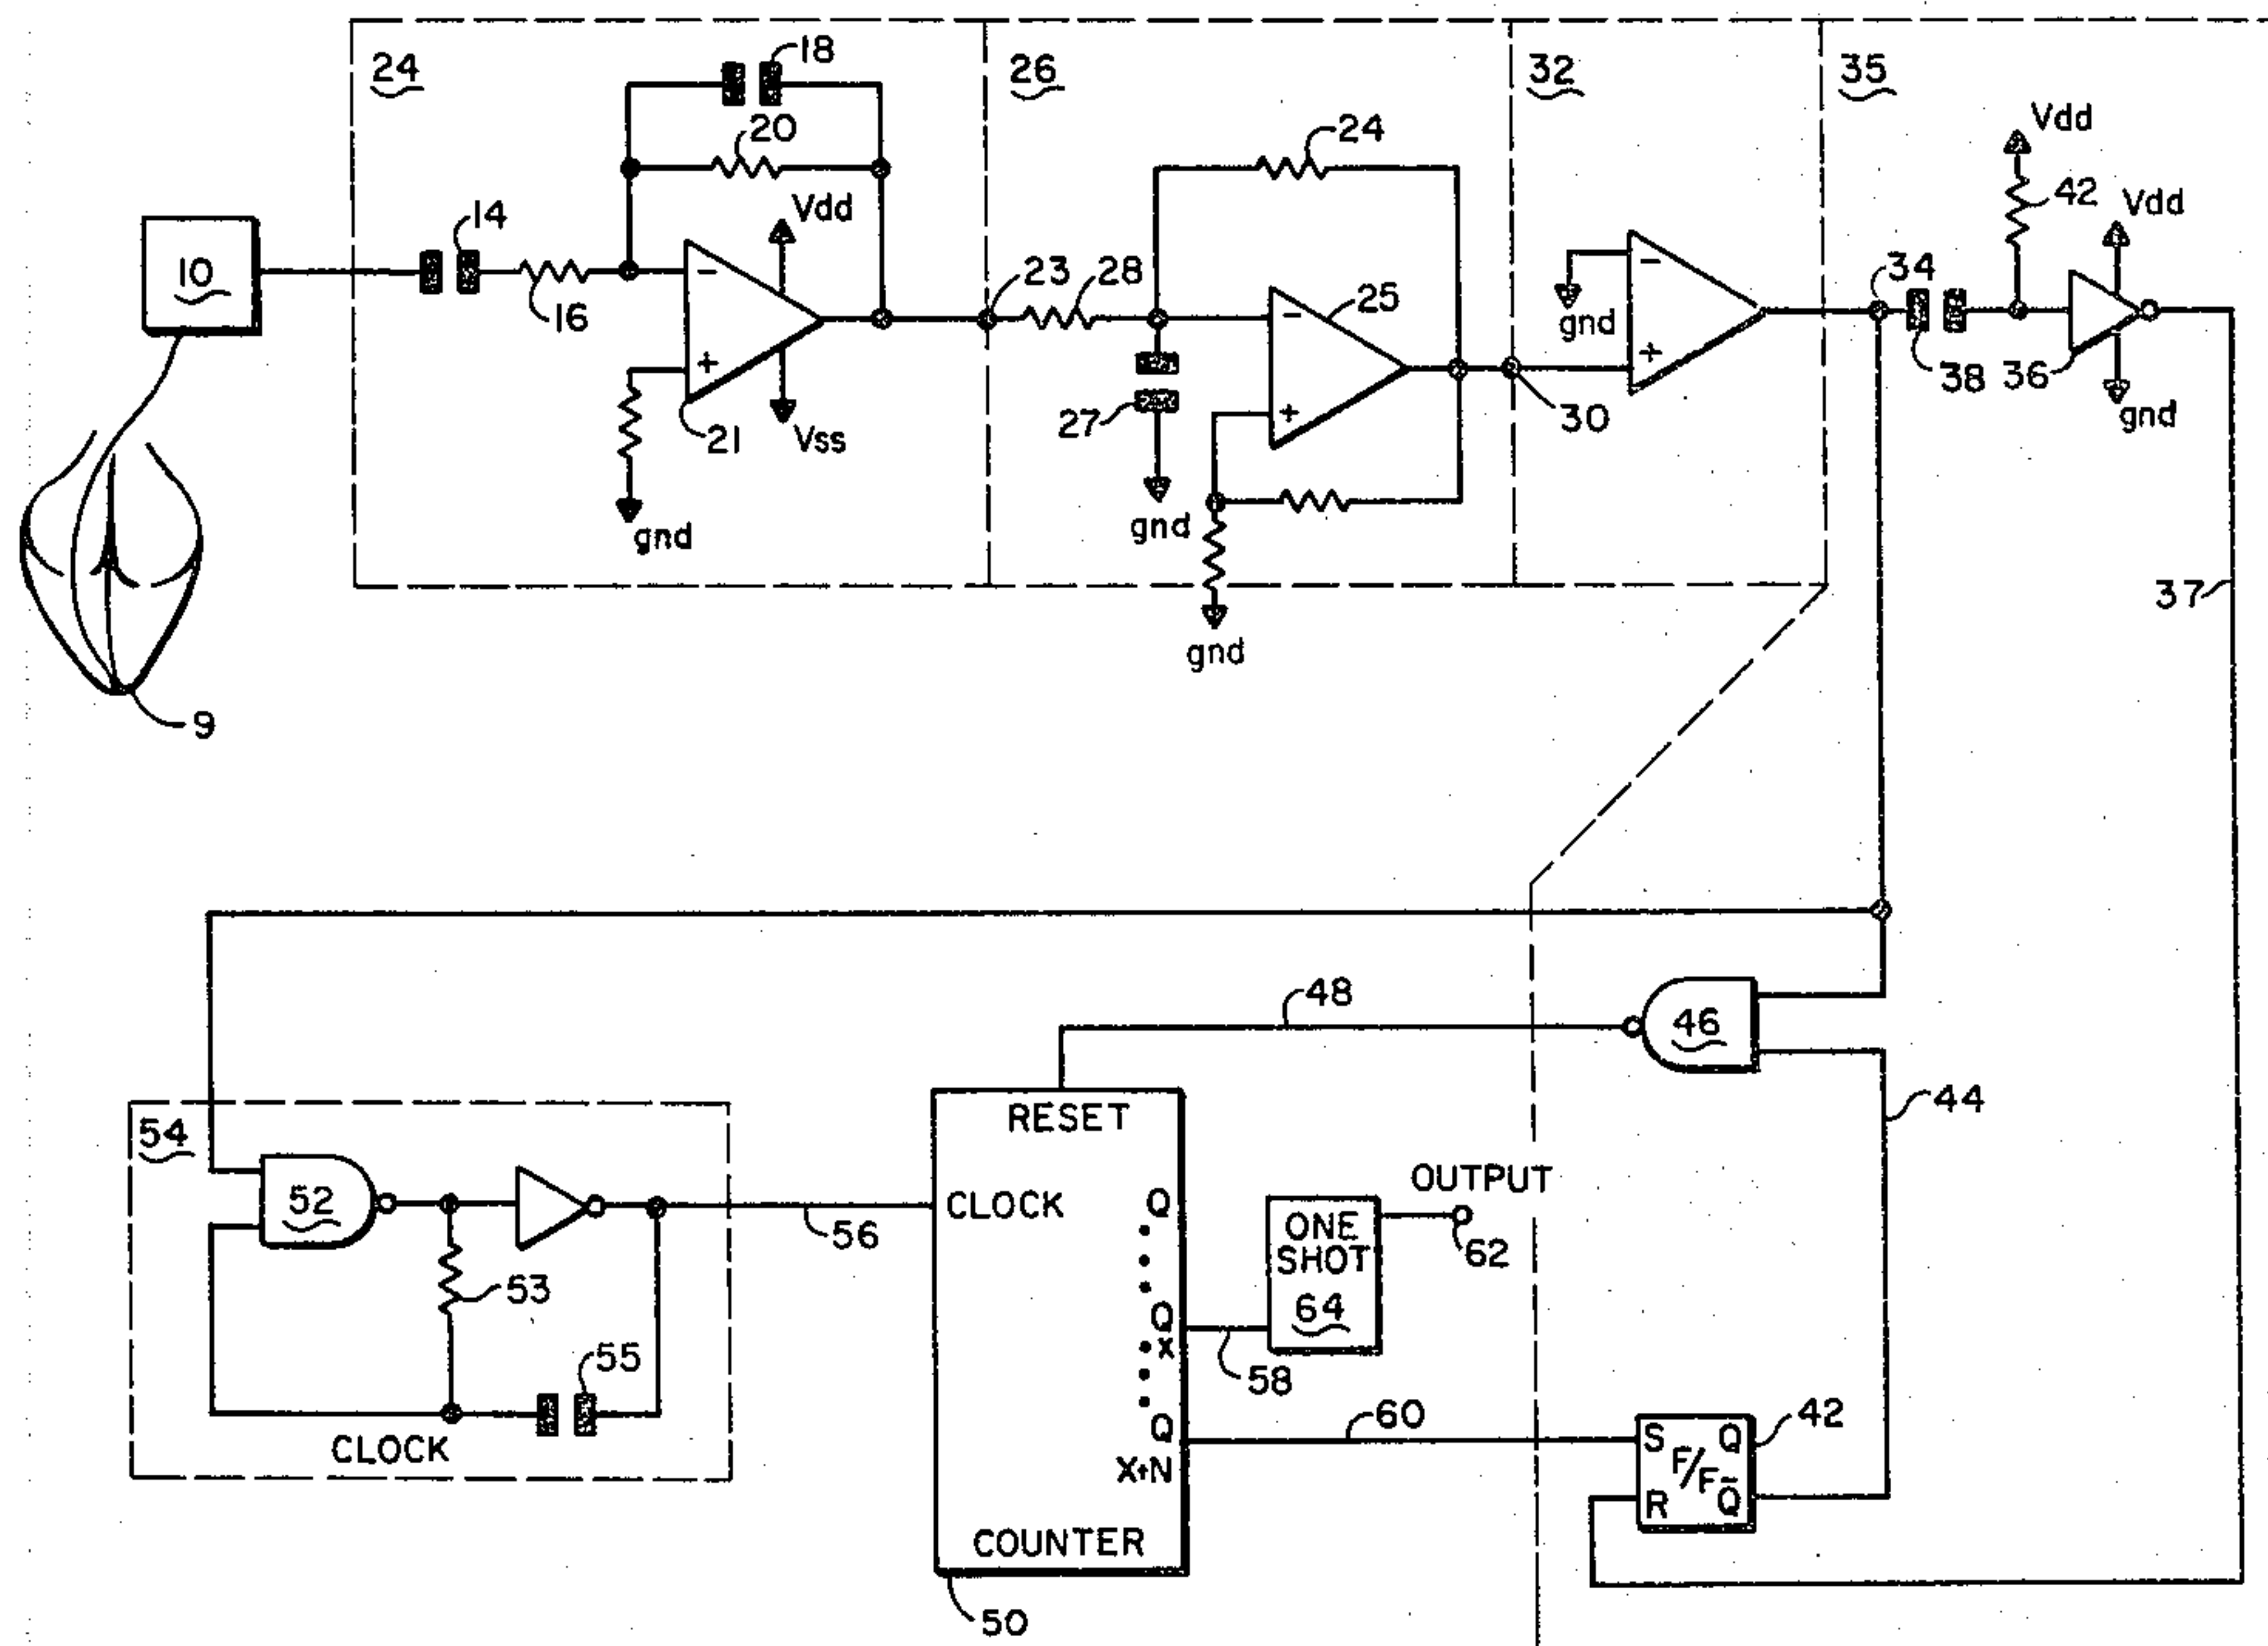 24
18
26
32
35
20
24
Vdd
42
Vdd
14
Vdd
10
16
23
28
25
34
gnd
38
36
30
gnd
27
21
Vss
gnd
gnd
gnd
37
9
48
46
44
54
RESET
52
56
CLOCK
Q
OUTPUT
ONE
SHOT
64
62
53
Q
x
58
55
Q
X+N
60
42
S Q
F/F
R Q̄
CLOCK
COUNTER
50
-
+
-
+
-
+